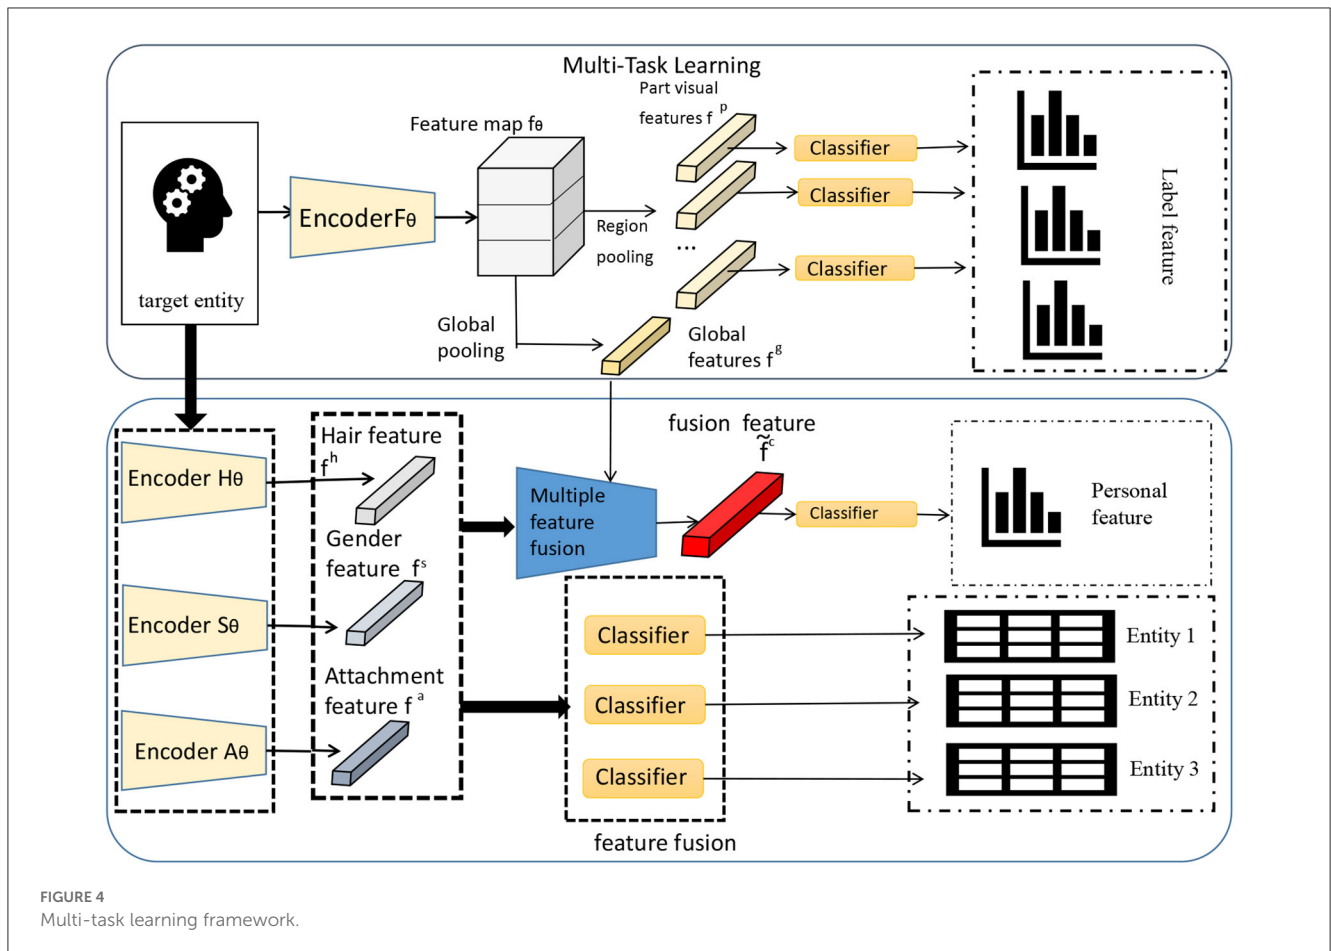 Multi-Task Learning
Part visual
features f p
Feature map fθ
Classifier
Classifier
Classifier
EncoderFθ
Region
pooling
...
target entity
Global
pooling
Global
features f g
Label feature
Hair feature
f h
Encoder Hθ
Gender
feature f s
Encoder Sθ
Attachment
feature f a
Encoder Aθ
Multiple
feature
fusion
fusion feature
f̃ c
Classifier
Personal
feature
Classifier
Classifier
Classifier
Entity 1
Entity 2
Entity 3
feature fusion
FIGURE 4
Multi-task learning framework.